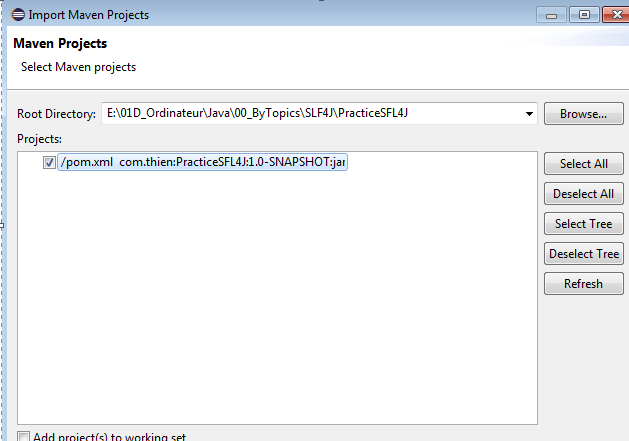 Import Maven Projects
Maven Projects
Select Maven projects
Root Directory: E:\01D_Ordinateur\Java\00_ByTopics\SLF4J\PracticeSFL4J Browse...
Projects:
/pom.xml com.thien:PracticeSFL4J:1.0-SNAPSHOT:jar
Select All
Deselect All
Select Tree
Deselect Tree
Refresh
Add project(s) to working set